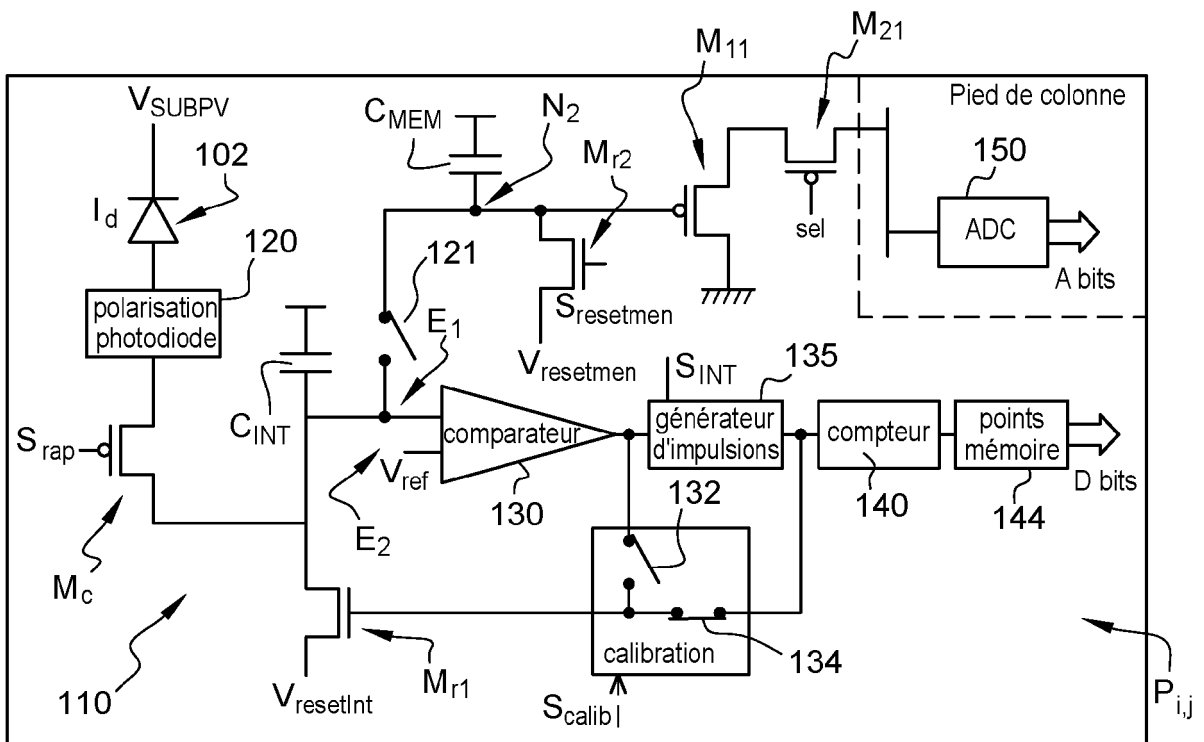 M11
M21
VSUBPV
CMEM
N2
Pied de colonne
102
Mr2
150
Id
sel
ADC
120
121
A bits
polarisation
photodiode
Sresetmen
E1
Vresetmen
SINT
135
CINT
comparateur
générateur
d'impulsions
compteur
points
mémoire
Srap
Vref
130
132
140
144
D bits
E2
Mc
calibration
134
110
VresetInt
Mr1
Scalib
Pi,j